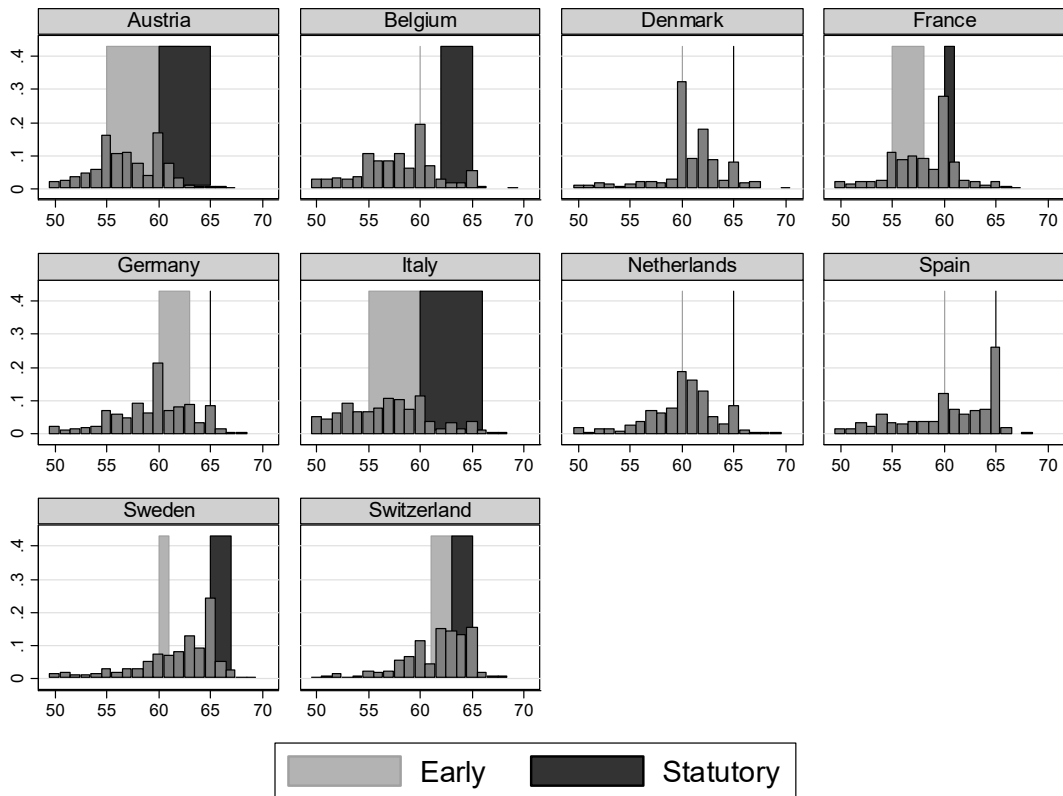 Austria Belgium Denmark France
.4
.3
.2
.1
0
50 55 60 65 70 50 55 60 65 70 50 55 60 65 70 50 55 60 65 70
Germany Italy Netherlands Spain
.4
.3
.2
.1
0
50 55 60 65 70 50 55 60 65 70 50 55 60 65 70 50 55 60 65 70
Sweden Switzerland
.4
.3
.2
.1
0
50 55 60 65 70 50 55 60 65 70
Early Statutory